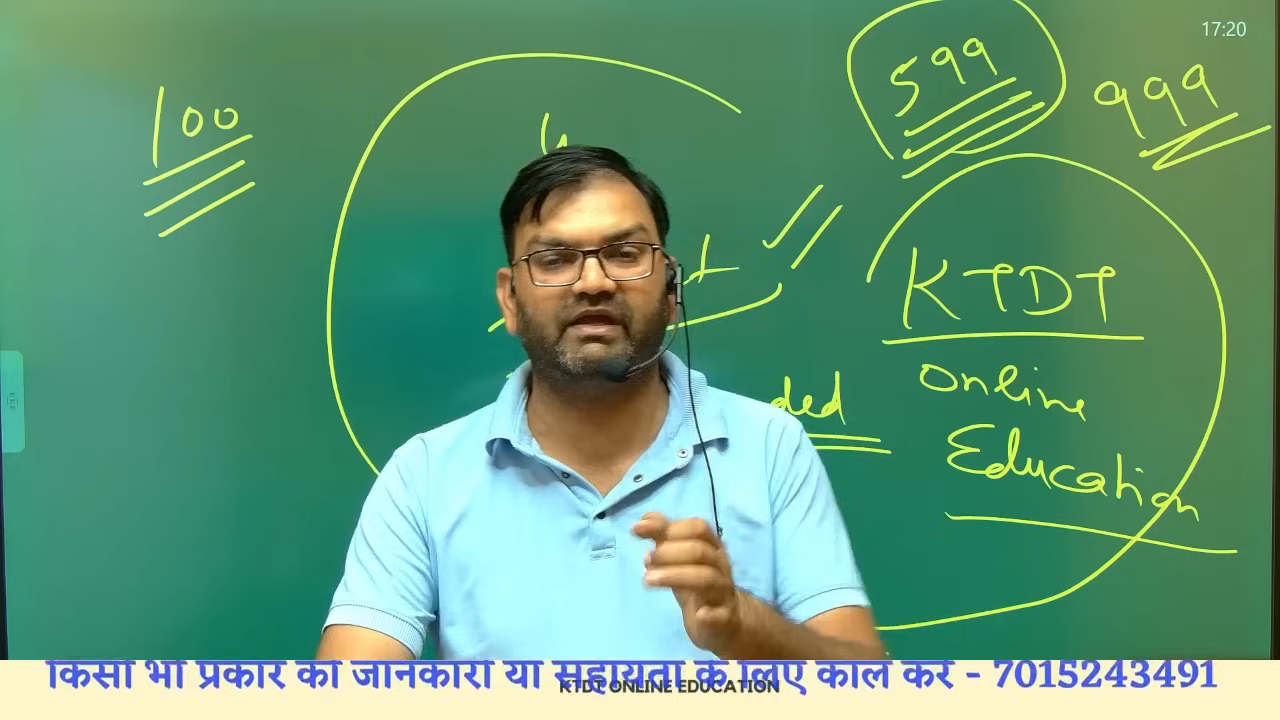 17:20
100
599
999
KTDT
ded
Online
Education
किसी भी प्रकार की जानकारी या सहायता के लिए कॉल करें - 7015243491
KTDT ONLINE EDUCATION